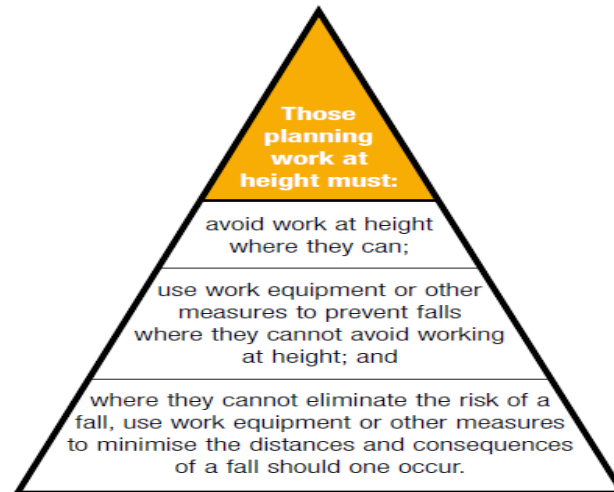 Those
planning
work at
height must:
avoid work at height
where they can;
use work equipment or other
measures to prevent falls
where they cannot avoid working
at height; and
where they cannot eliminate the risk of a
fall, use work equipment or other measures
to minimise the distances and consequences
of a fall should one occur.